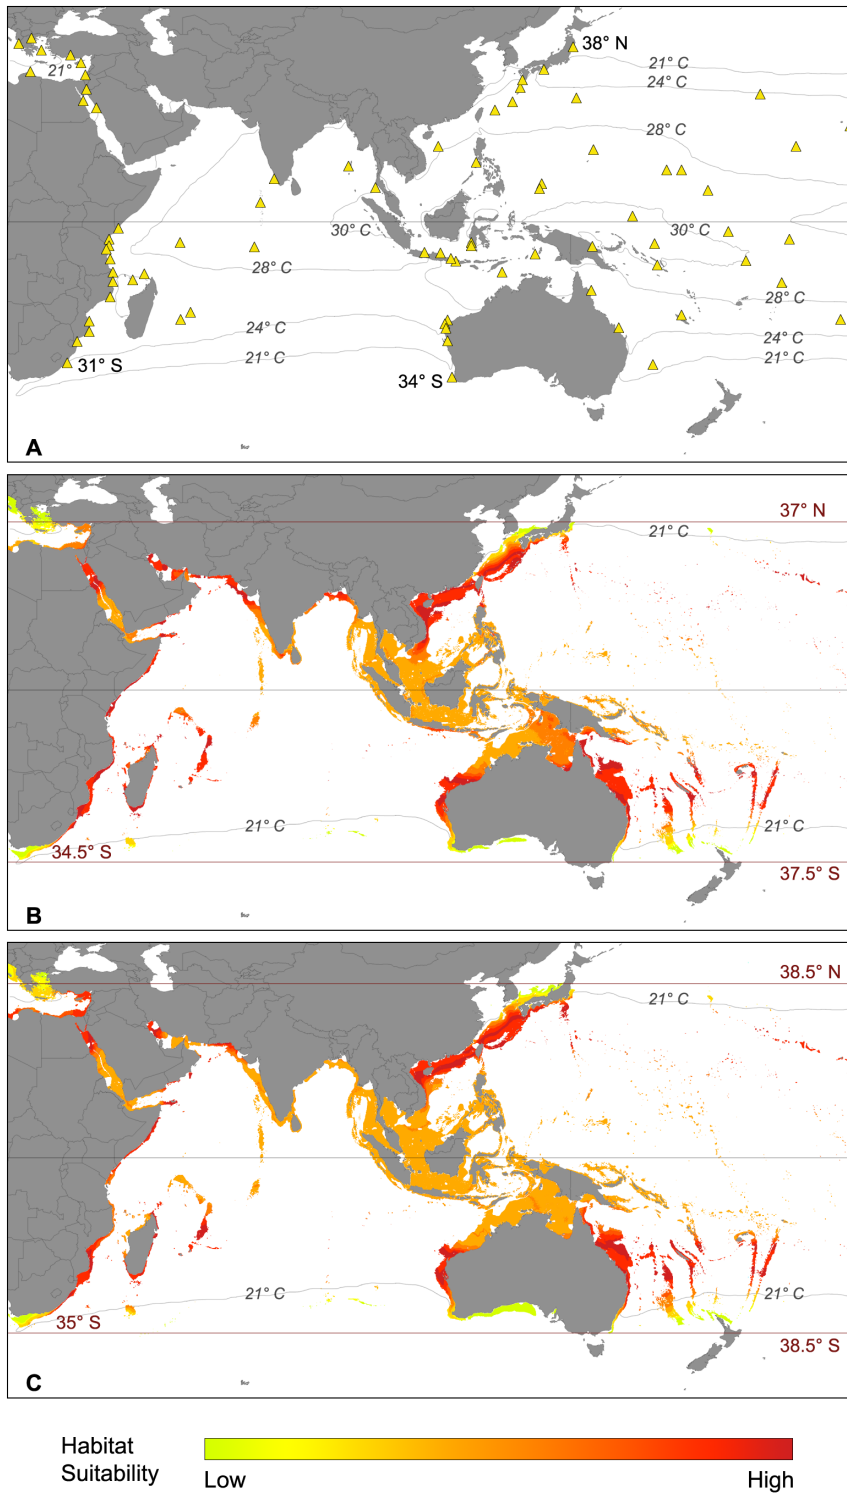 38° N
21° C
21°
24° C
28° C
30° C
30° C
28° C
28° C
24° C
24° C
21° C
21° C
31° S
34° S
A
37° N
21° C
21° C
21° C
34.5° S
37.5° S
B
38.5° N
21° C
21° C
21° C
35° S
38.5° S
C
Habitat
Suitability
Low
High